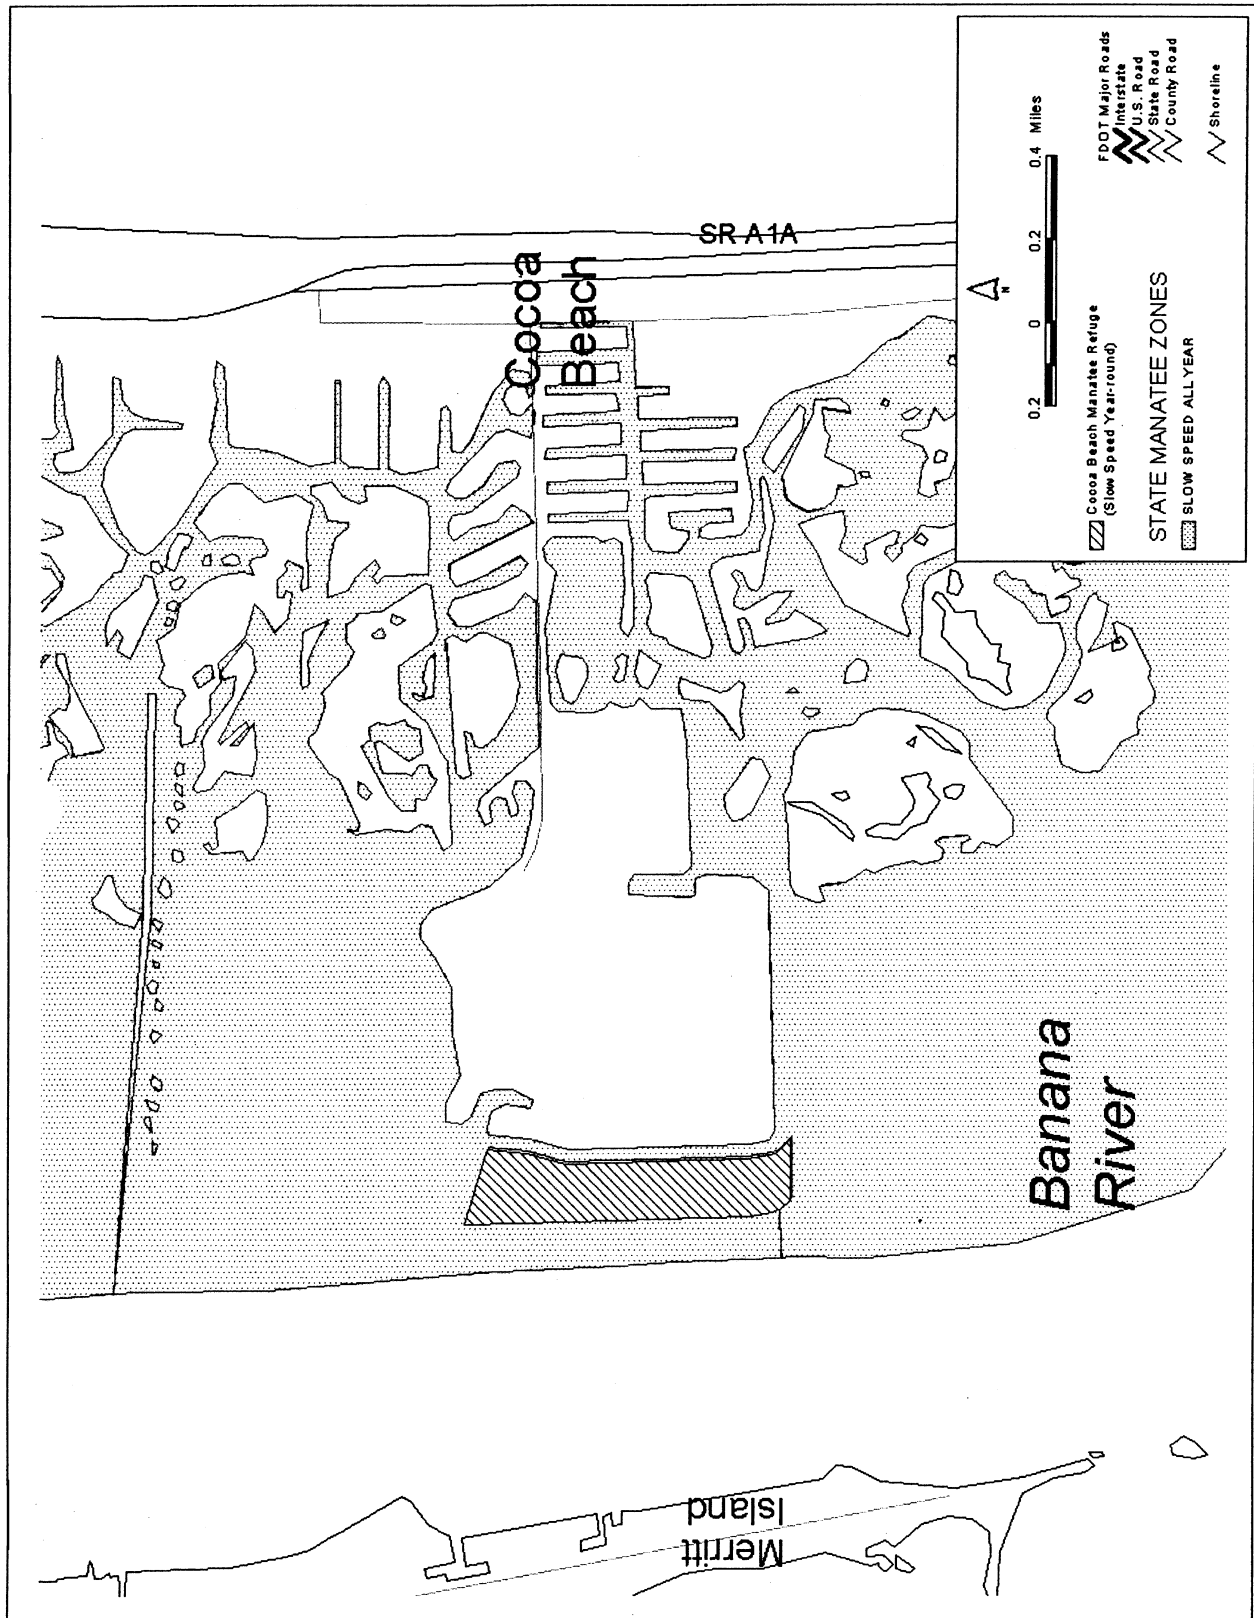 Cocoa
Beach
SR A1A
Banana
River
Merritt
Island
N
0.2 0 0.2 0.4 Miles
Cocoa Beach Manatee Refuge
(Slow Speed Year-round)
STATE MANATEE ZONES
SLOW SPEED ALL YEAR
FDOT Major Roads
Interstate
U.S. Road
State Road
County Road
Shoreline